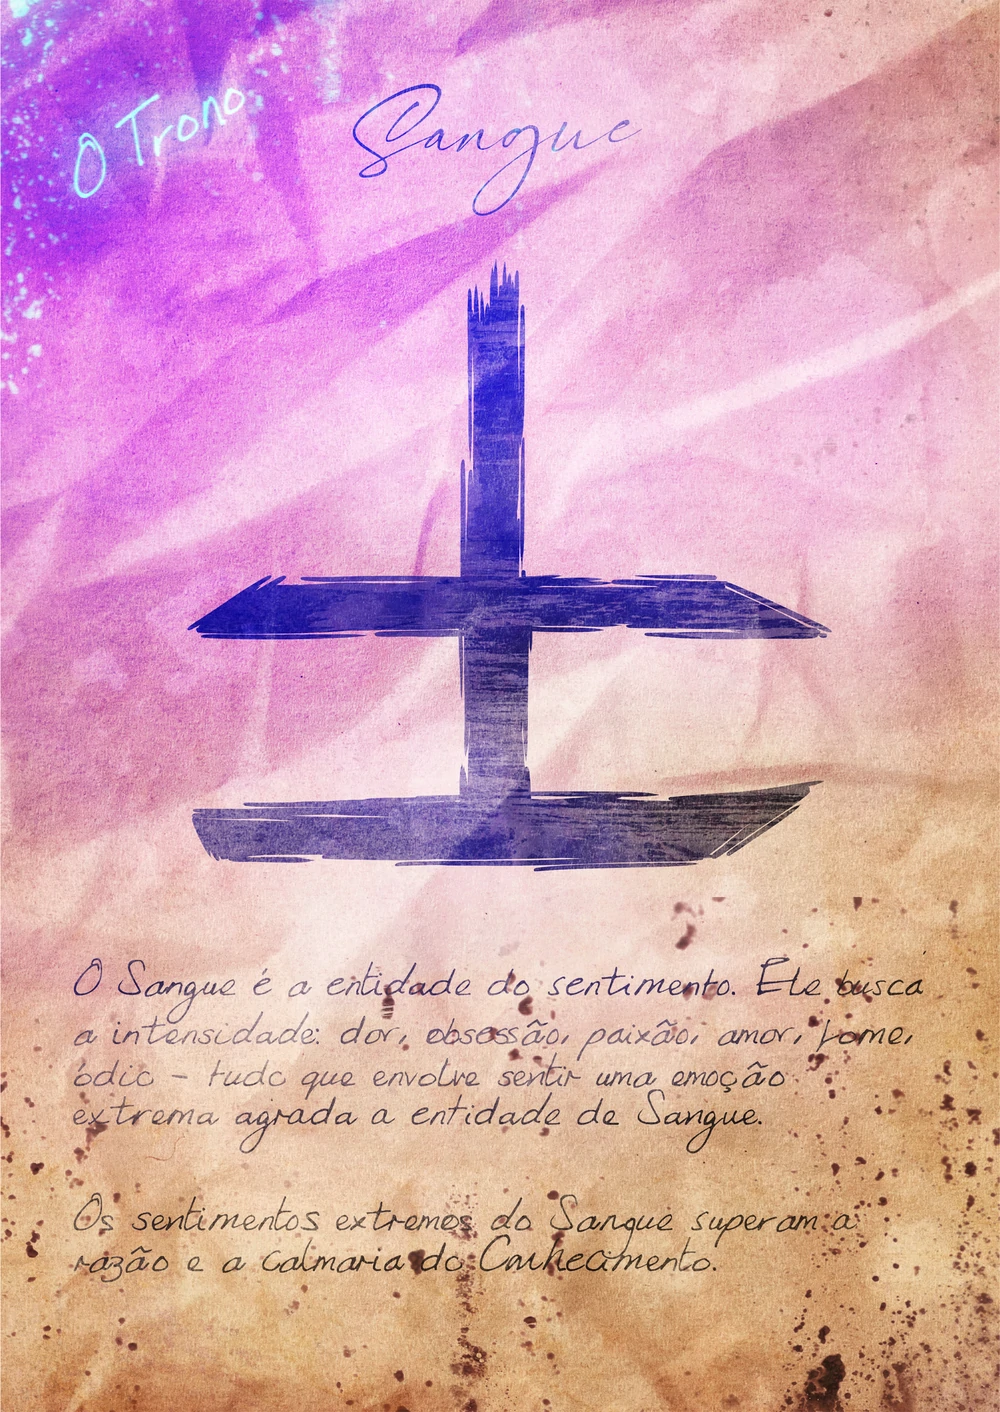 O Trono
Sangue
O Sangue é a entidade do sentimento. Ele busca
a intensidade: dor, obsessão, paixão, amor, fome,
ódio - tudo que envolve sentir uma emoção
extrema agrada a entidade de Sangue.
Os sentimentos extremos do Sangue superam a
razão e a calmaria do Conhecimento.